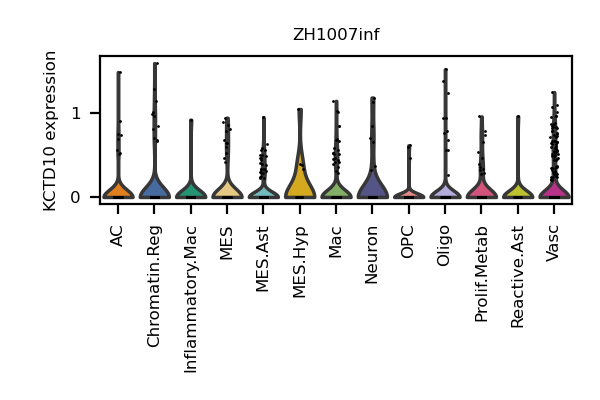 ZH1007inf
KCTD10 expression
1
0
AC
Chromatin.Reg
Inflammatory.Mac
MES
MES.Ast
MES.Hyp
Mac
Neuron
OPC
Oligo
Prolif.Metab
Reactive.Ast
Vasc